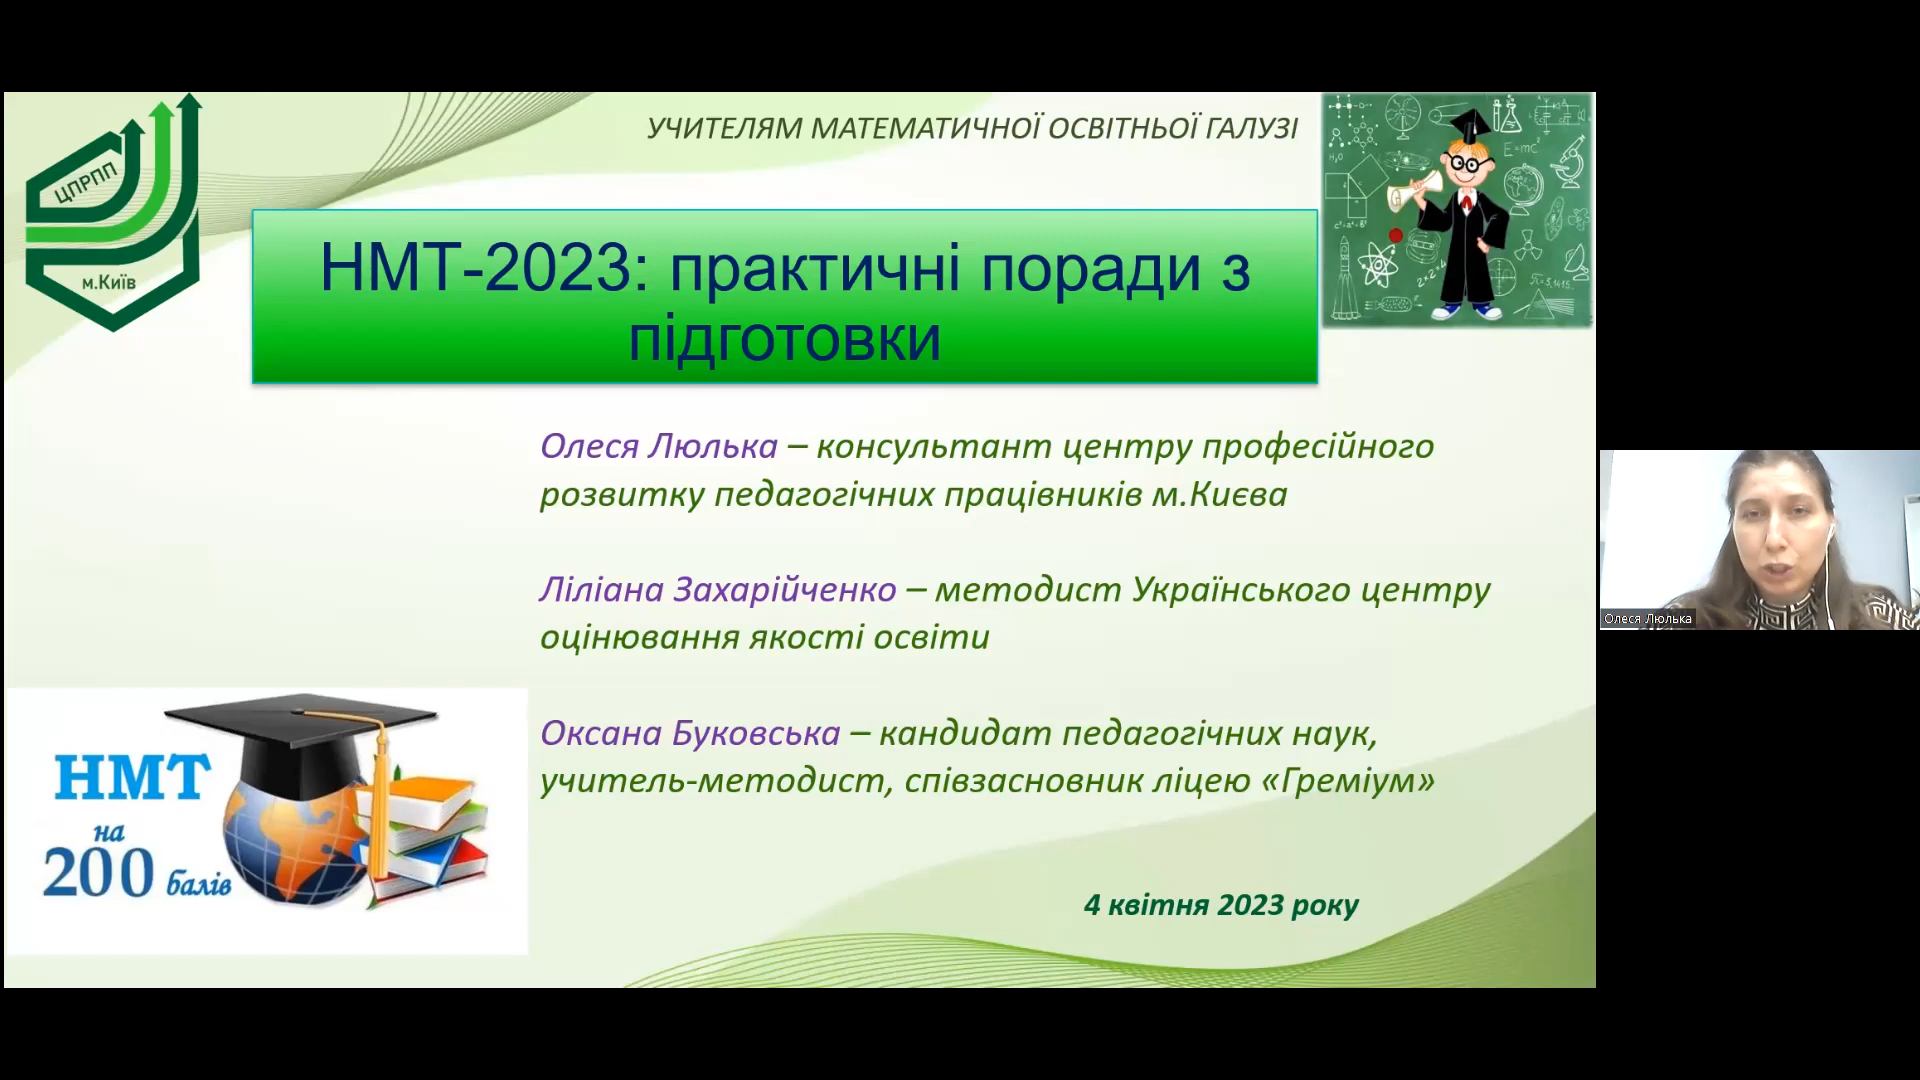 УЧИТЕЛЯМ МАТЕМАТИЧНОЇ ОСВІТНЬОЇ ГАЛУЗІ
ЦПРПП
м.Київ
НМТ-2023: практичні поради з
підготовки
E=mc²
H₂O
Олеся Люлька – консультант центру професійного
розвитку педагогічних працівників м.Києва
Ліліана Захарійченко – методист Українського центру
оцінювання якості освіти
Оксана Буковська – кандидат педагогічних наук,
учитель-методист, співзасновник ліцею «Греміум»
НМТ
на
200 балів
4 квітня 2023 року
Олеся Люлька